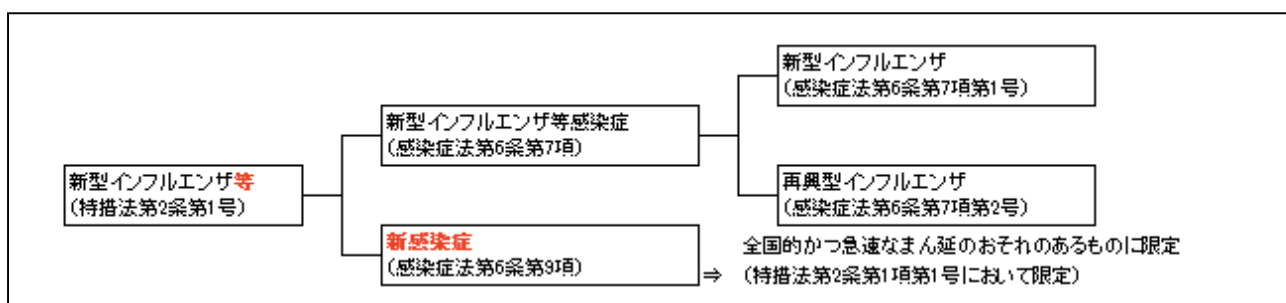 新型インフルエンザ
(感染症法第6条第7項第1号)
新型インフルエンザ等感染症
(感染症法第6条第7項)
新型インフルエンザ等
(特措法第2条第1号)
再興型インフルエンザ
(感染症法第6条第7項第2号)
新感染症
(感染症法第6条第9項)
全国的かつ急速なまん延のおそれのあるものに限定
⇒ (特措法第2条第1項第1号において限定)